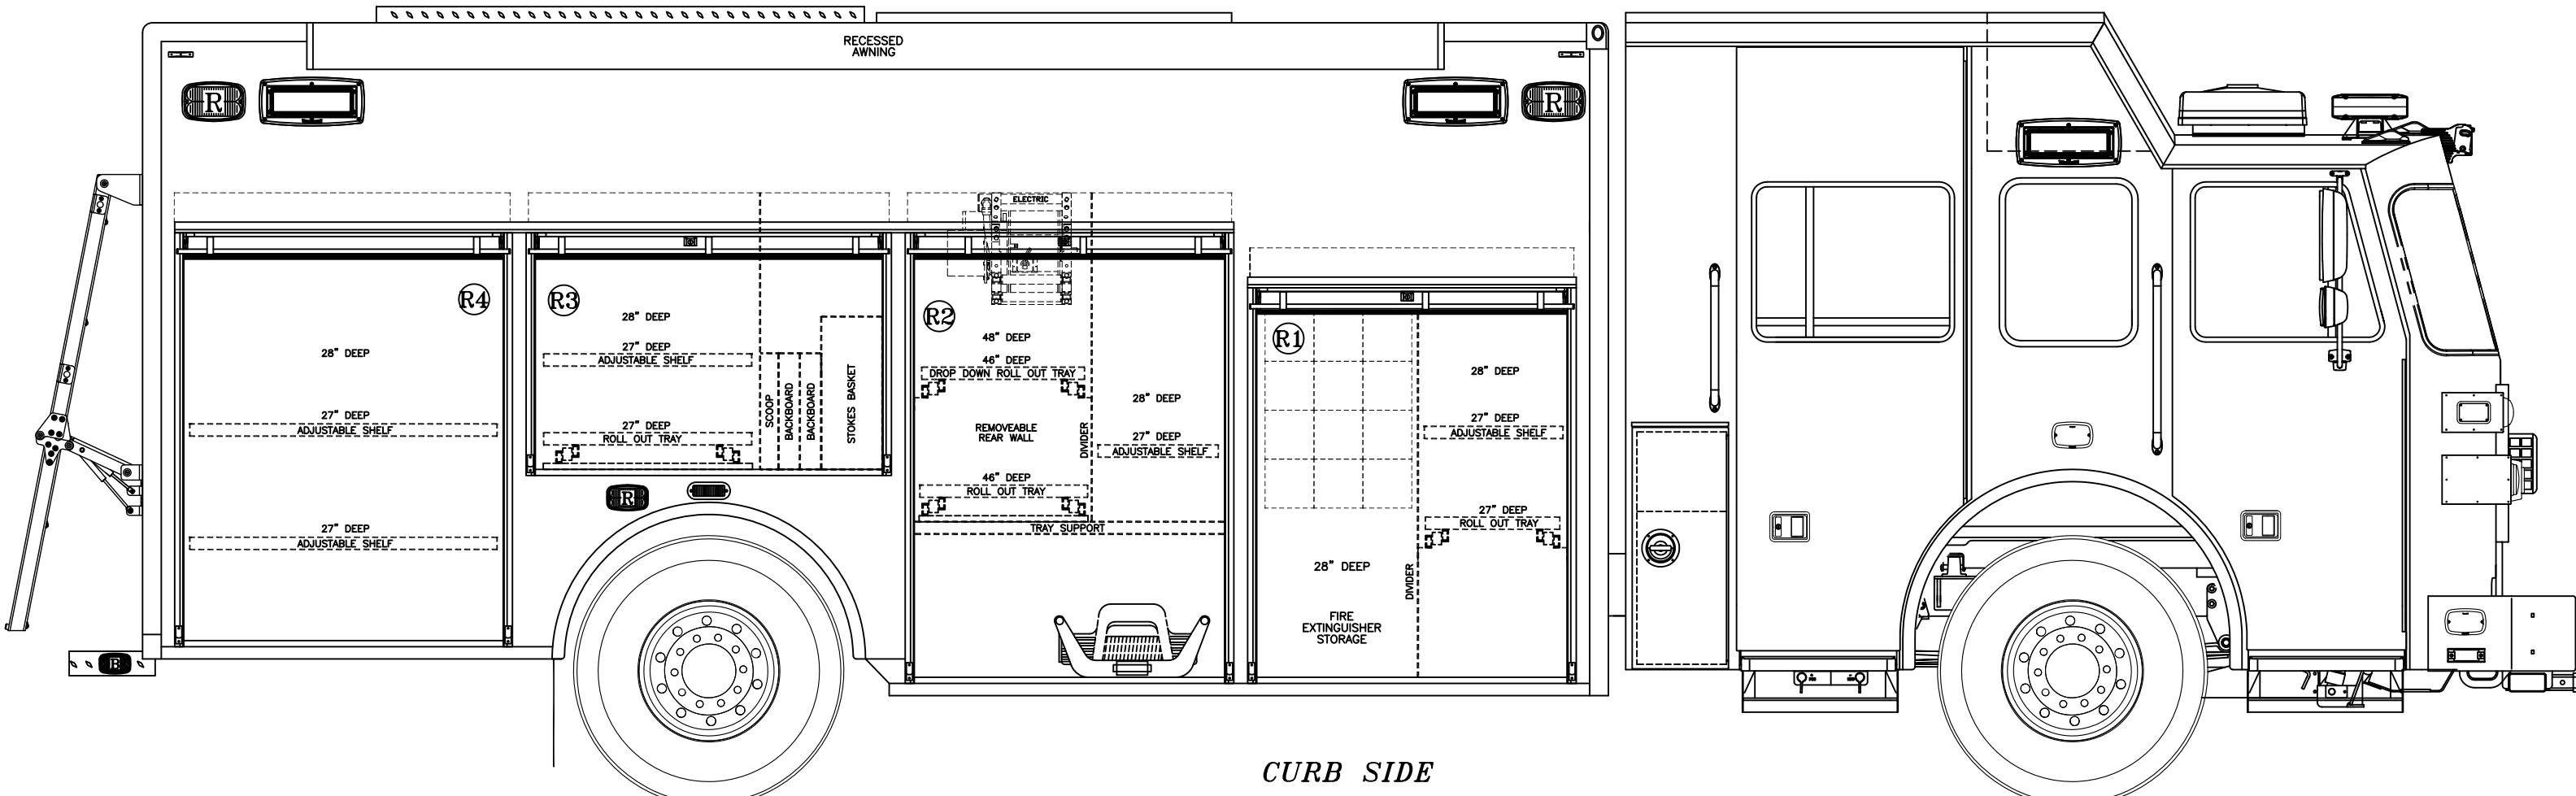 RECESSED
AWNING
R
R
ELECTRIC
R4
28" DEEP
27" DEEP
ADJUSTABLE SHELF
27" DEEP
ADJUSTABLE SHELF
B
R3
28" DEEP
27" DEEP
ADJUSTABLE SHELF
27" DEEP
ROLL OUT TRAY
SCOOP
BACKBOARD
BACKBOARD
STOKES BASKET
R
R2
48" DEEP
46" DEEP
DROP DOWN ROLL OUT TRAY
REMOVEABLE
REAR WALL
DIVIDER
28" DEEP
27" DEEP
ADJUSTABLE SHELF
46" DEEP
ROLL OUT TRAY
TRAY SUPPORT
R1
28" DEEP
27" DEEP
ADJUSTABLE SHELF
27" DEEP
ROLL OUT TRAY
28" DEEP
DIVIDER
FIRE
EXTINGUISHER
STORAGE
CURB SIDE